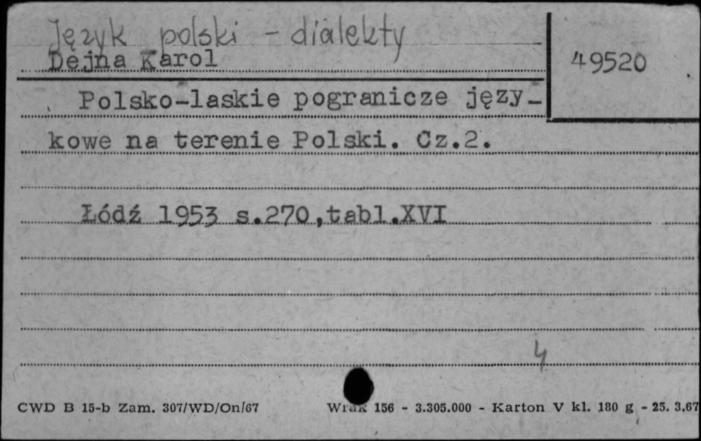 Język polski - dialekty
Dejna Karol
49520
Polsko-laskie pogranicze języ-
kowe na terenie Polski. Cz.2.
Łódź 1953 s.270,tabl.XVI
4
CWD B 15-b Zam. 307/WD/On/67 Wrak 156 - 3.305.000 - Karton V kl. 180 g - 25. 3.67